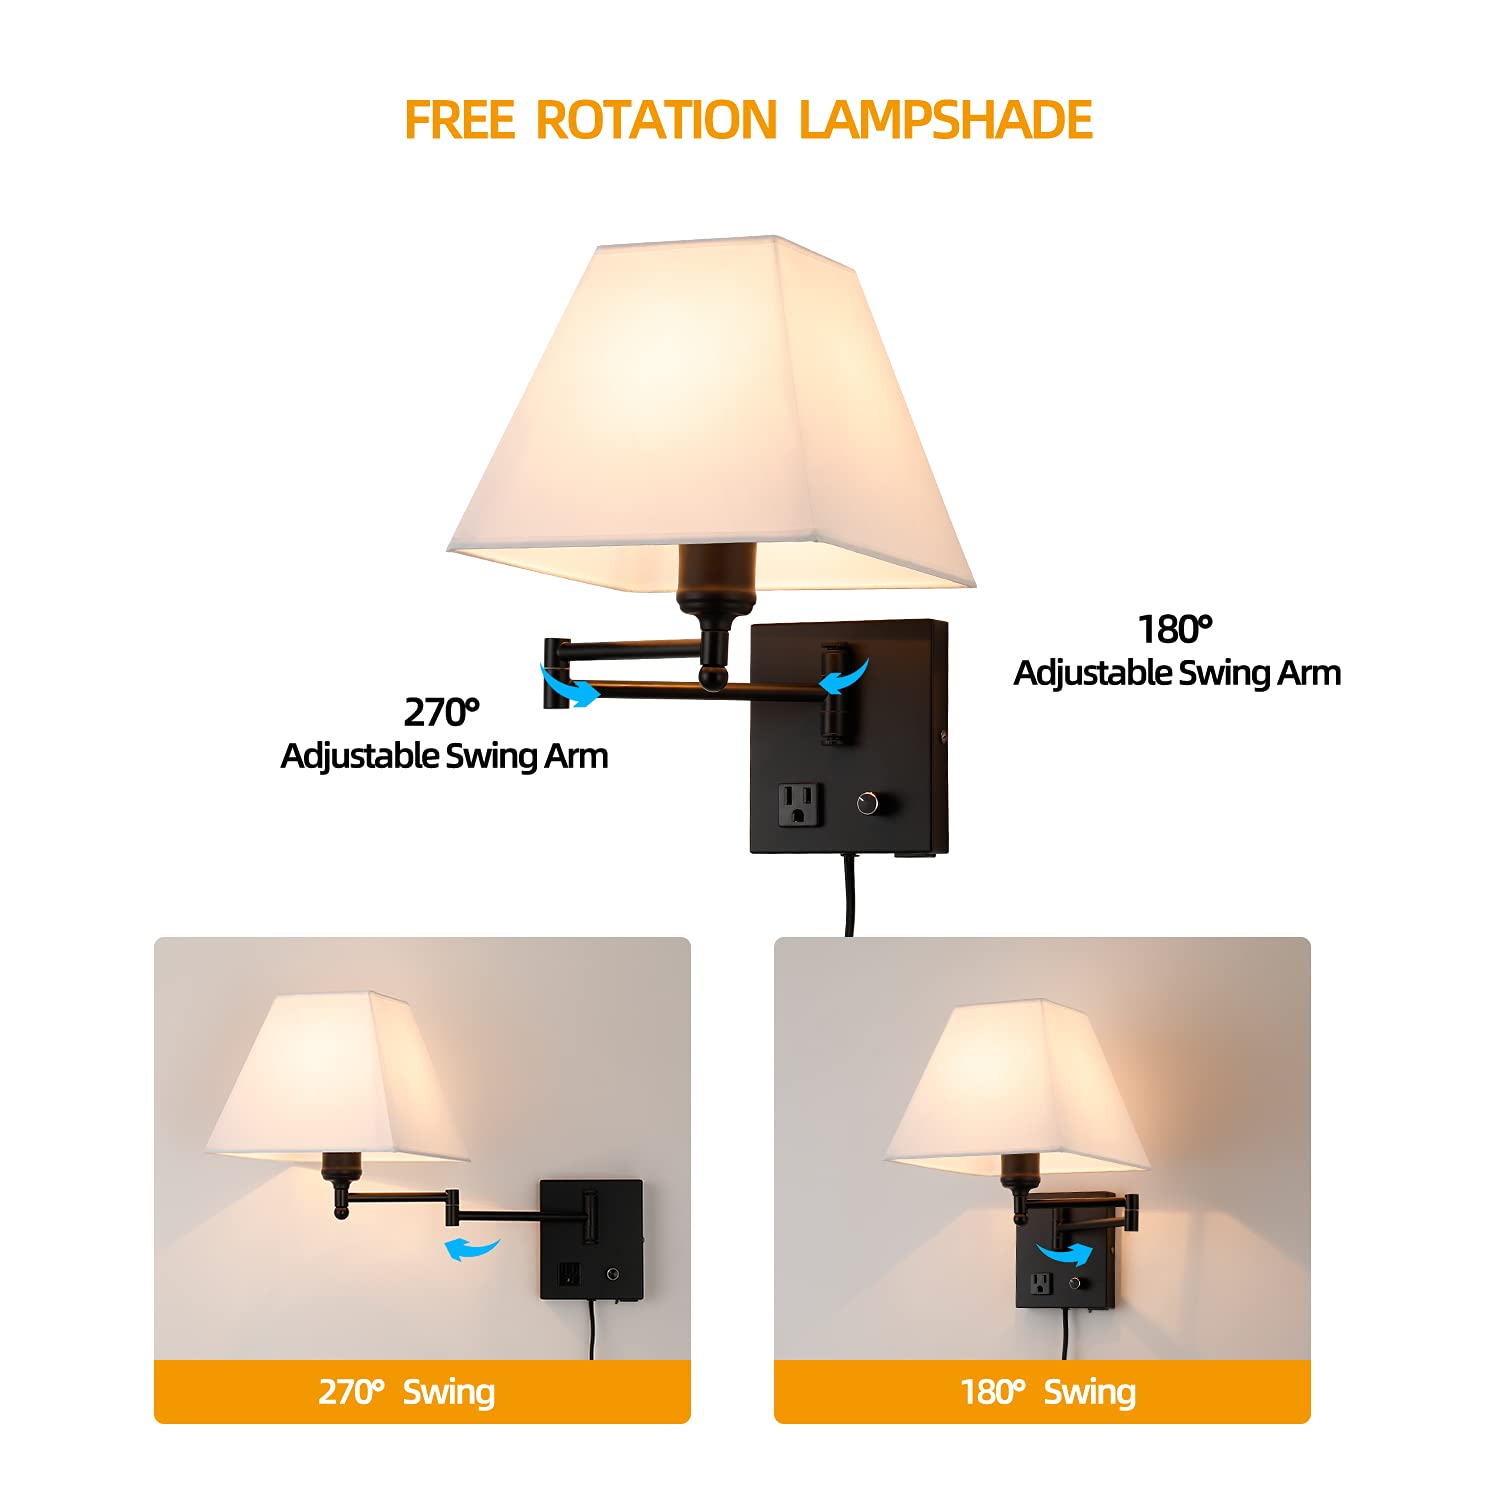 FREE ROTATION LAMPSHADE
180°
Adjustable Swing Arm
270°
Adjustable Swing Arm
270° Swing
180° Swing